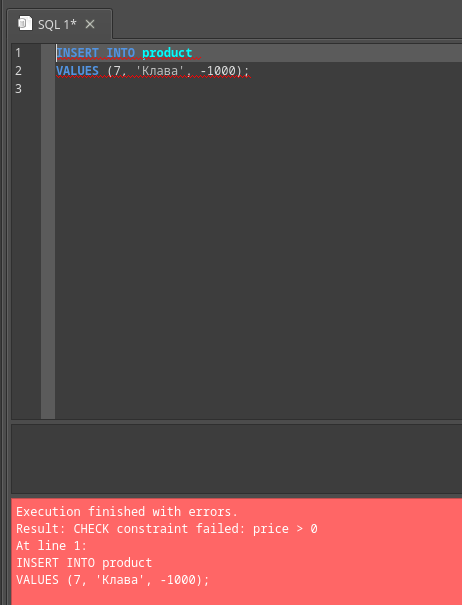 SQL 1*
1 INSERT INTO product
2 VALUES (7, 'Клава', -1000);
3
Execution finished with errors.
Result: CHECK constraint failed: price > 0
At line 1:
INSERT INTO product
VALUES (7, 'Клава', -1000);